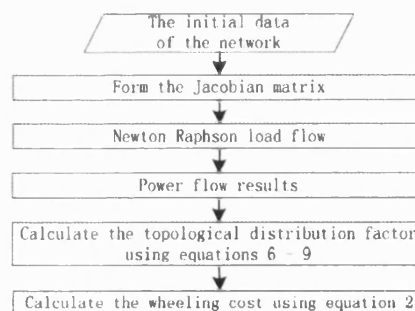 The initial data
of the network
Form the Jacobian matrix
Newton Raphson load flow
Power flow results
Calculate the topological distribution factor
using equations 6 - 9
Calculate the wheeling cost using equation 2